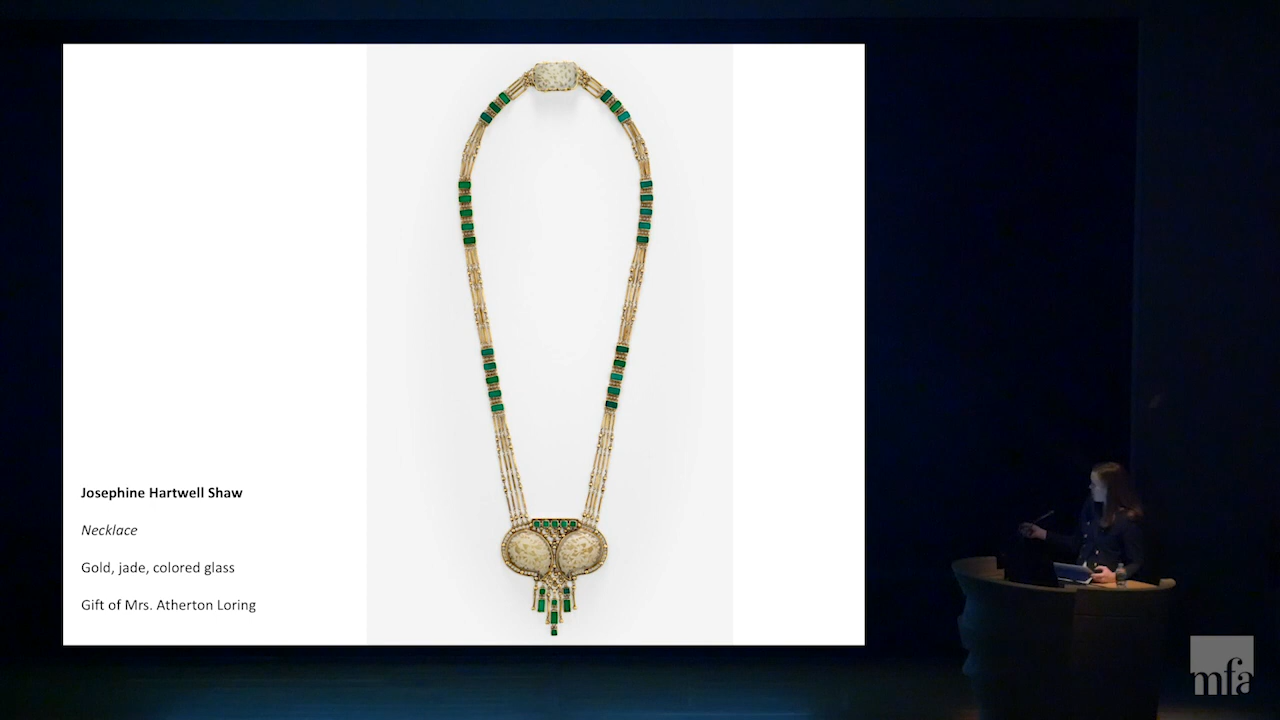 Josephine Hartwell Shaw
Necklace
Gold, jade, colored glass
Gift of Mrs. Atherton Loring
mfa